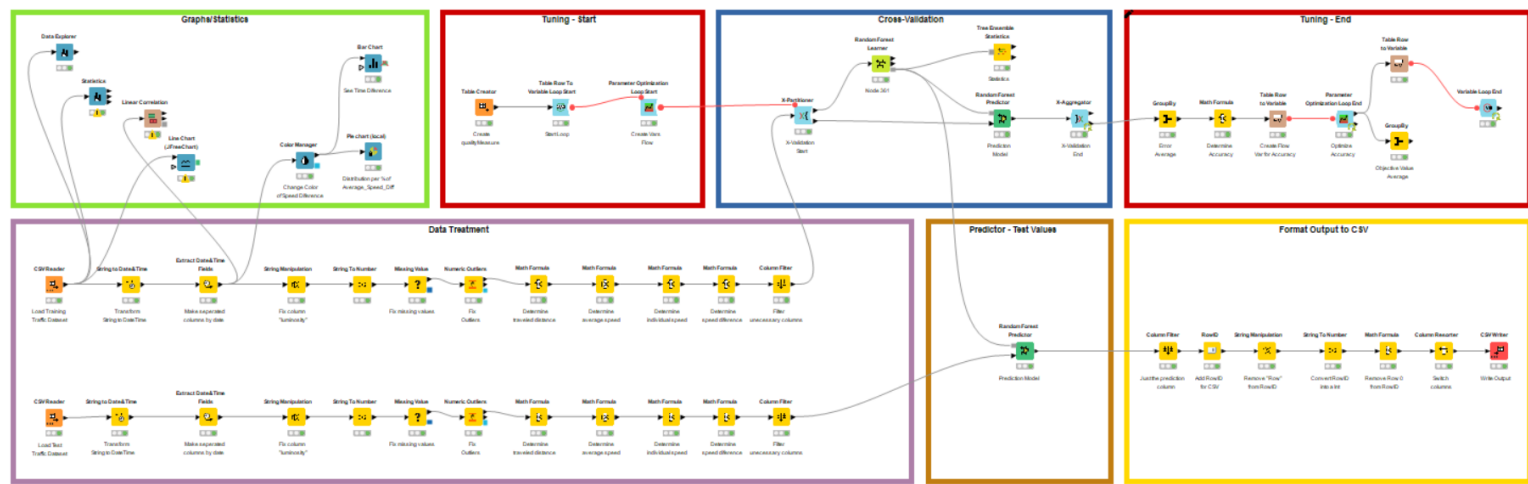 Graphs/Statistics
Data Explorer
Statistics
Linear Correlation
Line Chart
(JFreeChart)
Color Manager
Change Color
of Speed Difference
Bar Chart
Sea Time Difference
Pie chart (local)
Distribution per % of
Average_Speed_Diff
Tuning - Start
Table Creator
Create
qualityMeasure
Table Row To
Variable Loop Start
Start Loop
Parameter Optimization
Loop Start
Create Vars
Flow
Cross-Validation
X-Partitioner
X-Validation
Start
Random Forest
Learner
Node 361
Tree Ensemble
Statistics
Statistics
Random Forest
Predictor
Prediction
Model
X-Aggregator
X-Validation
End
Tuning - End
GroupBy
Error
Average
Math Formula
Determine
Accuracy
Table Row
to Variable
Create Flow
Var for Accuracy
Parameter
Optimization Loop End
Optimize
Accuracy
Table Row
to Variable
GroupBy
Objective Value
Average
Variable Loop End
Data Treatment
CSV Reader
Load Training
Traffic Dataset
String to Date&Time
Transform
String to DateTime
Extract Date&Time
Fields
Make separated
columns by date
String Manipulation
Fix column
"luminosity"
String To Number
Missing Value
Fix missing values
Numeric Outliers
Fix
Outliers
Math Formula
Determine
traveled distance
Math Formula
Determine
average speed
Math Formula
Determine
individual speed
Math Formula
Determine
speed difference
Column Filter
Filter
unnecessary columns
CSV Reader
Load Test
Traffic Dataset
String to Date&Time
Transform
String to DateTime
Extract Date&Time
Fields
Make separated
columns by date
String Manipulation
Fix column
"luminosity"
String To Number
Missing Value
Fix missing values
Numeric Outliers
Fix
Outliers
Math Formula
Determine
traveled distance
Math Formula
Determine
average speed
Math Formula
Determine
individual speed
Math Formula
Determine
speed difference
Column Filter
Filter
unnecessary columns
Predictor - Test Values
Random Forest
Predictor
Prediction Model
Format Output to CSV
Column Filter
Just the prediction
column
RowID
Add RowID
for CSV
String Manipulation
Remove "Row"
from RowID
String To Number
Convert RowID
into a Int
Math Formula
Remove Row 0
from RowID
Column Resorter
Switch
columns
CSV Writer
Write Output